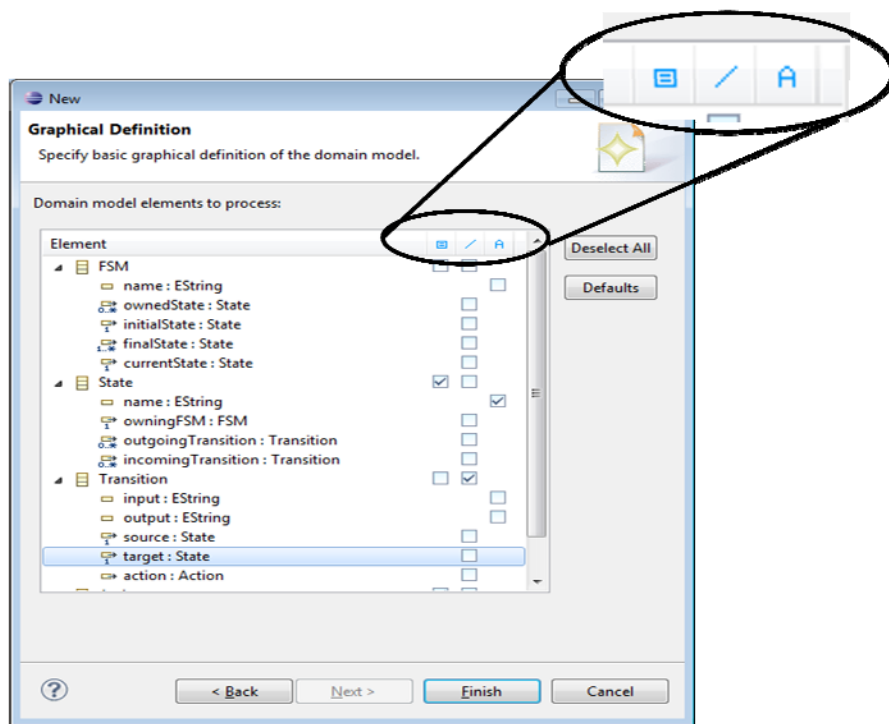 A
New
Graphical Definition
Specify basic graphical definition of the domain model.
Domain model elements to process:
Element A
Deselect All
Defaults
FSM
name : EString
ownedState : State
initialState : State
finalState : State
currentState : State
State
name : EString
owningFSM : FSM
outgoingTransition : Transition
incomingTransition : Transition
Transition
input : EString
output : EString
source : State
target : State
action : Action
? < Back Next > Finish Cancel